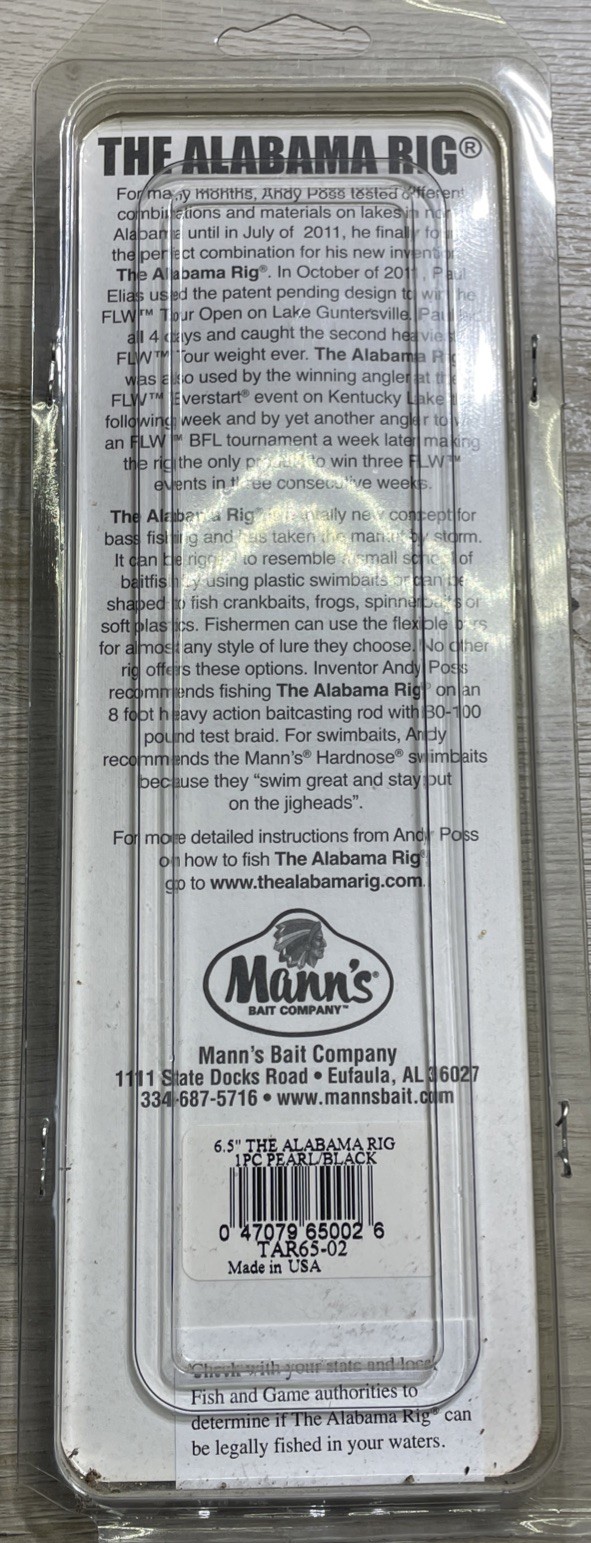 THE ALABAMA RIG®
For many months, Andy Poss tested different
combinations and materials on lakes in
Alabama until in July of 2011, he finally
the perfect combination for his new invention
The Alabama Rig®. In October of 2011, Paul
Elias used the patent pending design to win the
FLW™ Tour Open on Lake Guntersville. Paul
all 4 days and caught the second heaviest
FLW™ Tour weight ever. The Alabama Rig
was also used by the winning angler at the
FLW™ Everstart® event on Kentucky Lake
following week and by yet another angler to
an FLW™ BFL tournament a week later making
the rig the only to win three FLW™
events in three consecutive weeks.
The Alabama Rig® new concept for
bass fishing and has taken the by storm.
It can be rigged to resemble a small school of
baitfish by using plastic swimbaits or can be
shaped to fish crankbaits, frogs, spinnerbaits or
soft plastics. Fishermen can use the flexible
for almost any style of lure they choose. No other
rig offers these options. Inventor Andy Poss
recommends fishing The Alabama Rig® on an
8 foot heavy action baitcasting rod with 80-100
pound test braid. For swimbaits, Andy
recommends the Mann's® Hardnose® swimbaits
because they “swim great and stay out
on the jigheads”.
For more detailed instructions from Andy Poss
on how to fish The Alabama Rig®
go to www.thealabamarig.com.
Mann's®
BAIT COMPANY™
Mann's Bait Company
1111 State Docks Road • Eufaula, AL 36027
334-687-5716 • www.mannsbait.com
6.5" THE ALABAMA RIG
1PC PEARL/BLACK
0 47079 65002 6
TAR65-02
Made in USA
Check with your state and local
Fish and Game authorities to
determine if The Alabama Rig® can
be legally fished in your waters.